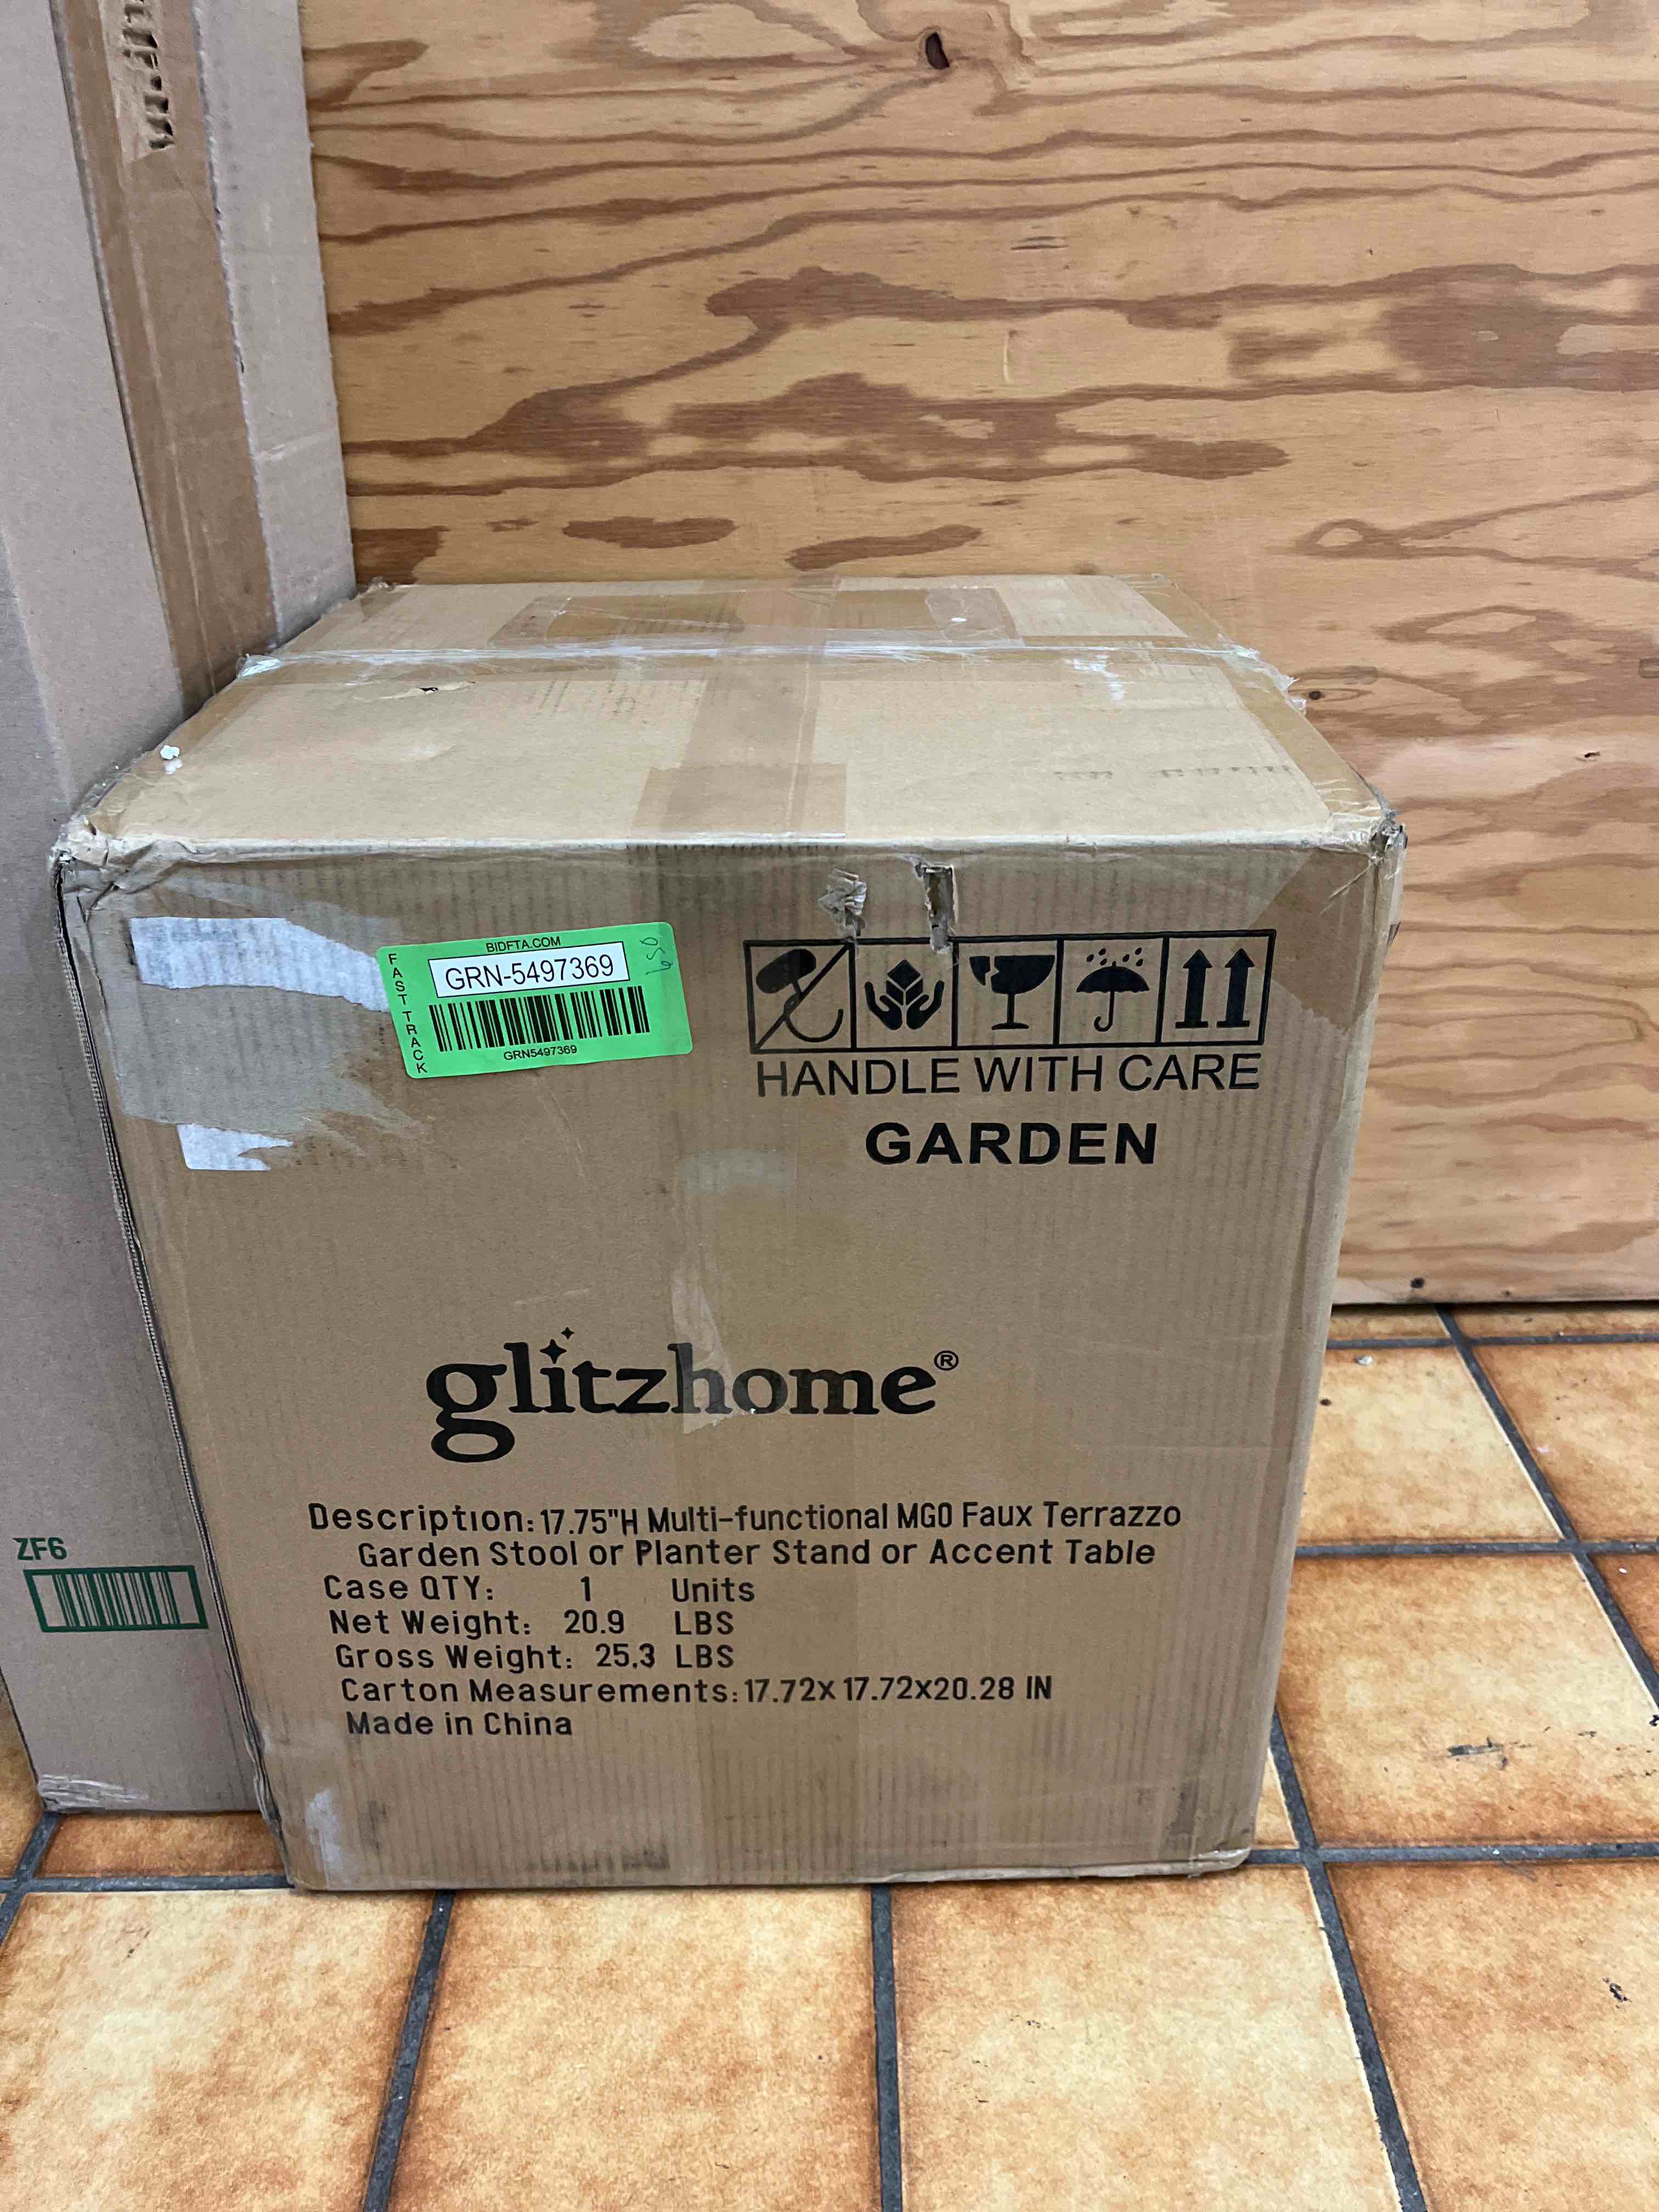 BIDFTA.COM
FAST TRACK
GRN-5497369
GRN5497369
HANDLE WITH CARE
GARDEN
glitzhome®
Description: 17.75"H Multi-functional MGO Faux Terrazzo
Garden Stool or Planter Stand or Accent Table
Case QTY: 1 Units
Net Weight: 20.9 LBS
Gross Weight: 25.3 LBS
Carton Measurements: 17.72x17.72x20.28 IN
Made in China
ZF6